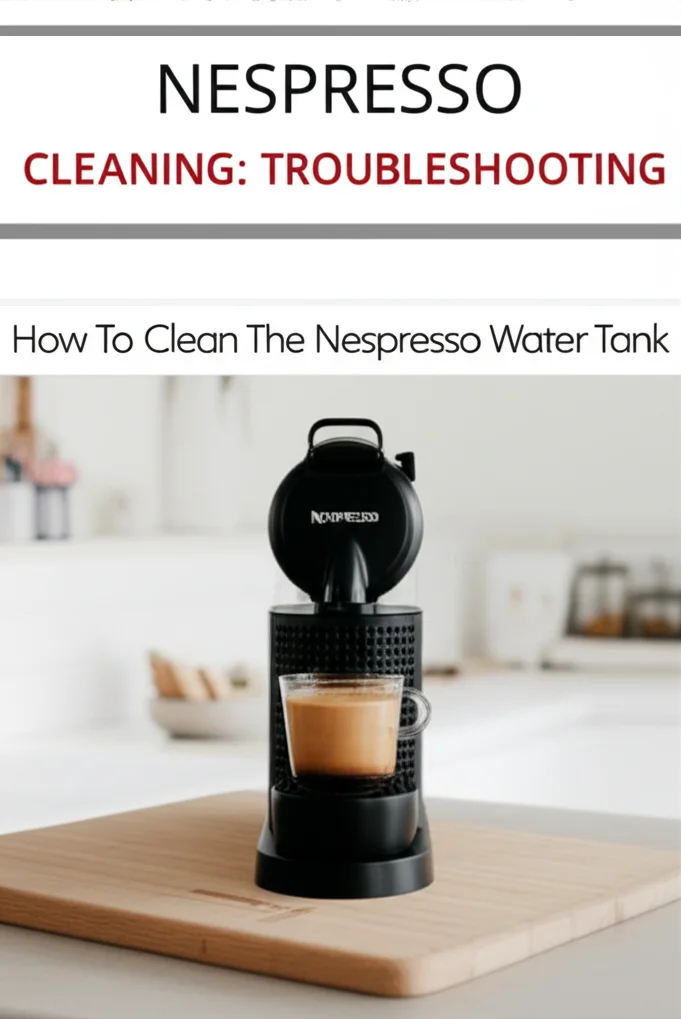 NESPRESSO
CLEANING: TROUBLESHOOTING
How To Clean The Nespresso Water Tank